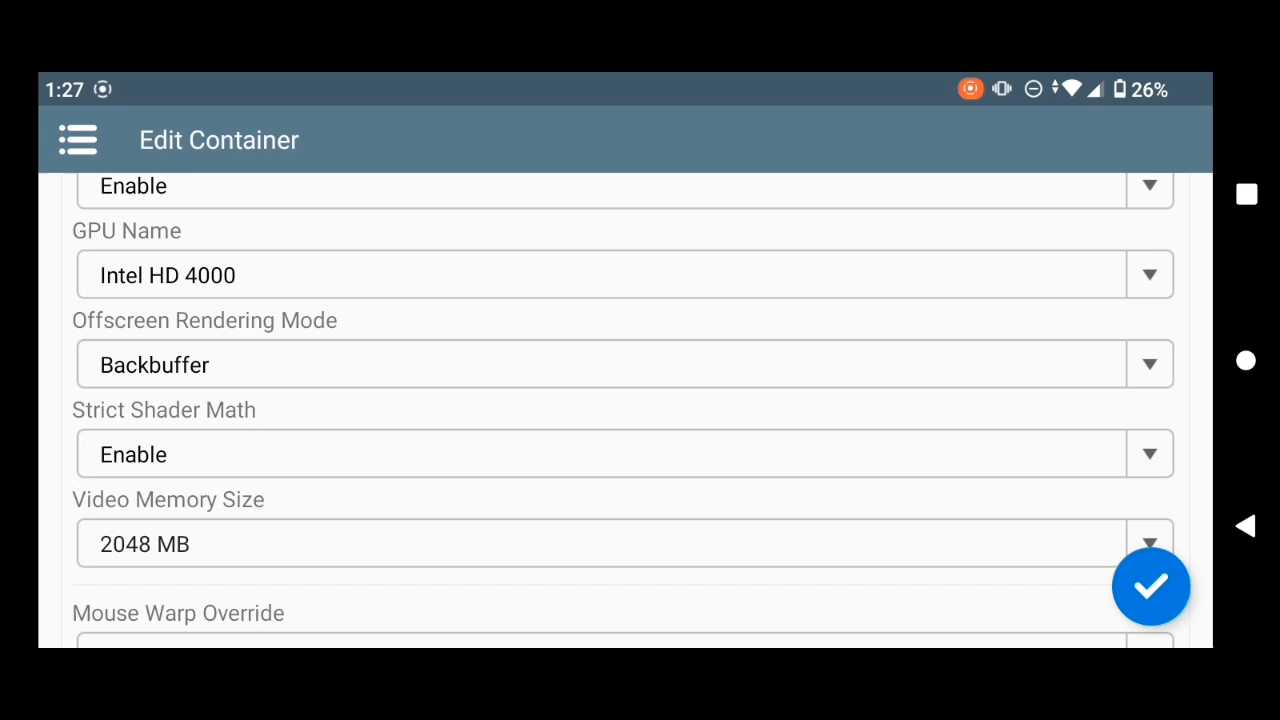 1:27
26%
Edit Container
Enable
GPU Name
Intel HD 4000
Offscreen Rendering Mode
Backbuffer
Strict Shader Math
Enable
Video Memory Size
2048 MB
Mouse Warp Override